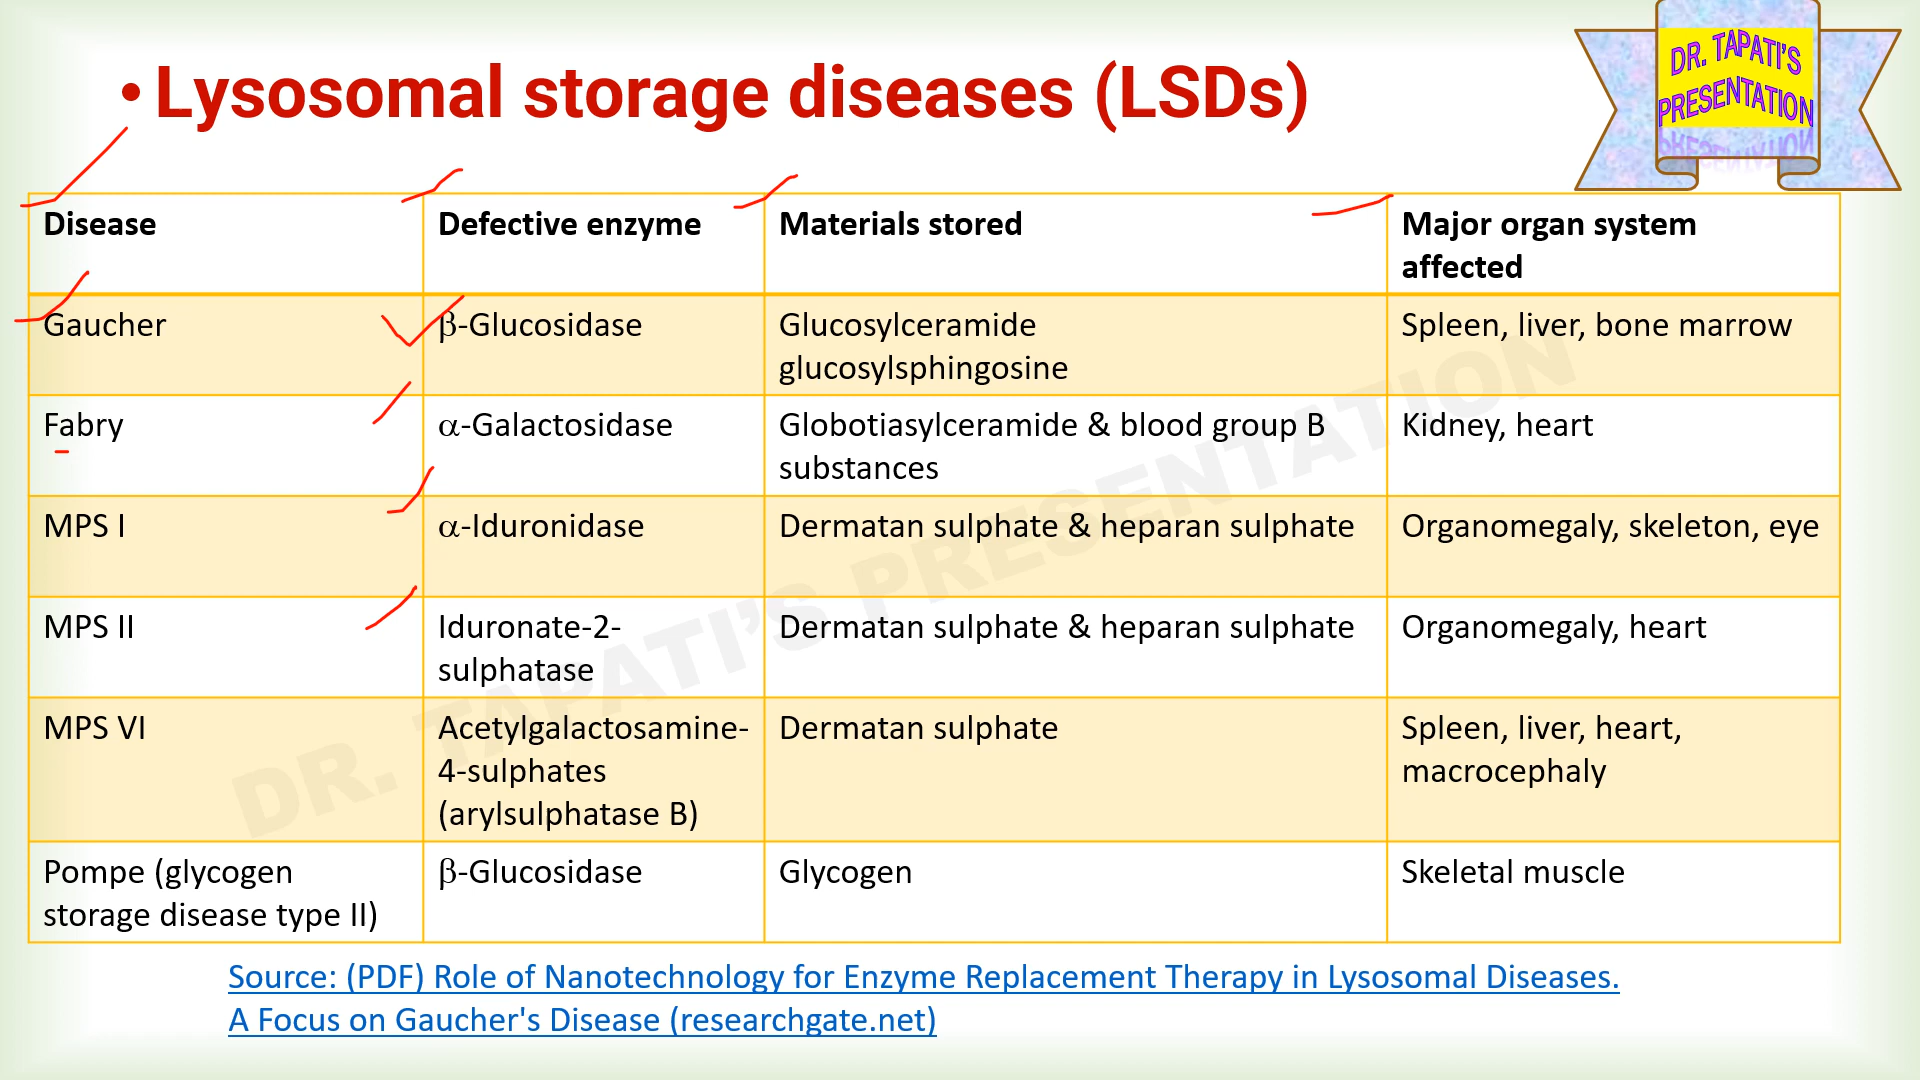 • Lysosomal storage diseases (LSDs)
DR. TAPATI'S
PRESENTATION
Disease
Defective enzyme
Materials stored
Major organ system
affected
Gaucher
β-Glucosidase
Glucosylceramide
glucosylsphingosine
Spleen, liver, bone marrow
Fabry
α-Galactosidase
Globotiasylceramide & blood group B
substances
Kidney, heart
MPS I
α-Iduronidase
Dermatan sulphate & heparan sulphate
Organomegaly, skeleton, eye
MPS II
Iduronate-2-
sulphatase
Dermatan sulphate & heparan sulphate
Organomegaly, heart
MPS VI
Acetylgalactosamine-
4-sulphates
(arylsulphatase B)
Dermatan sulphate
Spleen, liver, heart,
macrocephaly
Pompe (glycogen
storage disease type II)
β-Glucosidase
Glycogen
Skeletal muscle
DR. TAPATI'S PRESENTATION
Source: (PDF) Role of Nanotechnology for Enzyme Replacement Therapy in Lysosomal Diseases.
A Focus on Gaucher's Disease (researchgate.net)